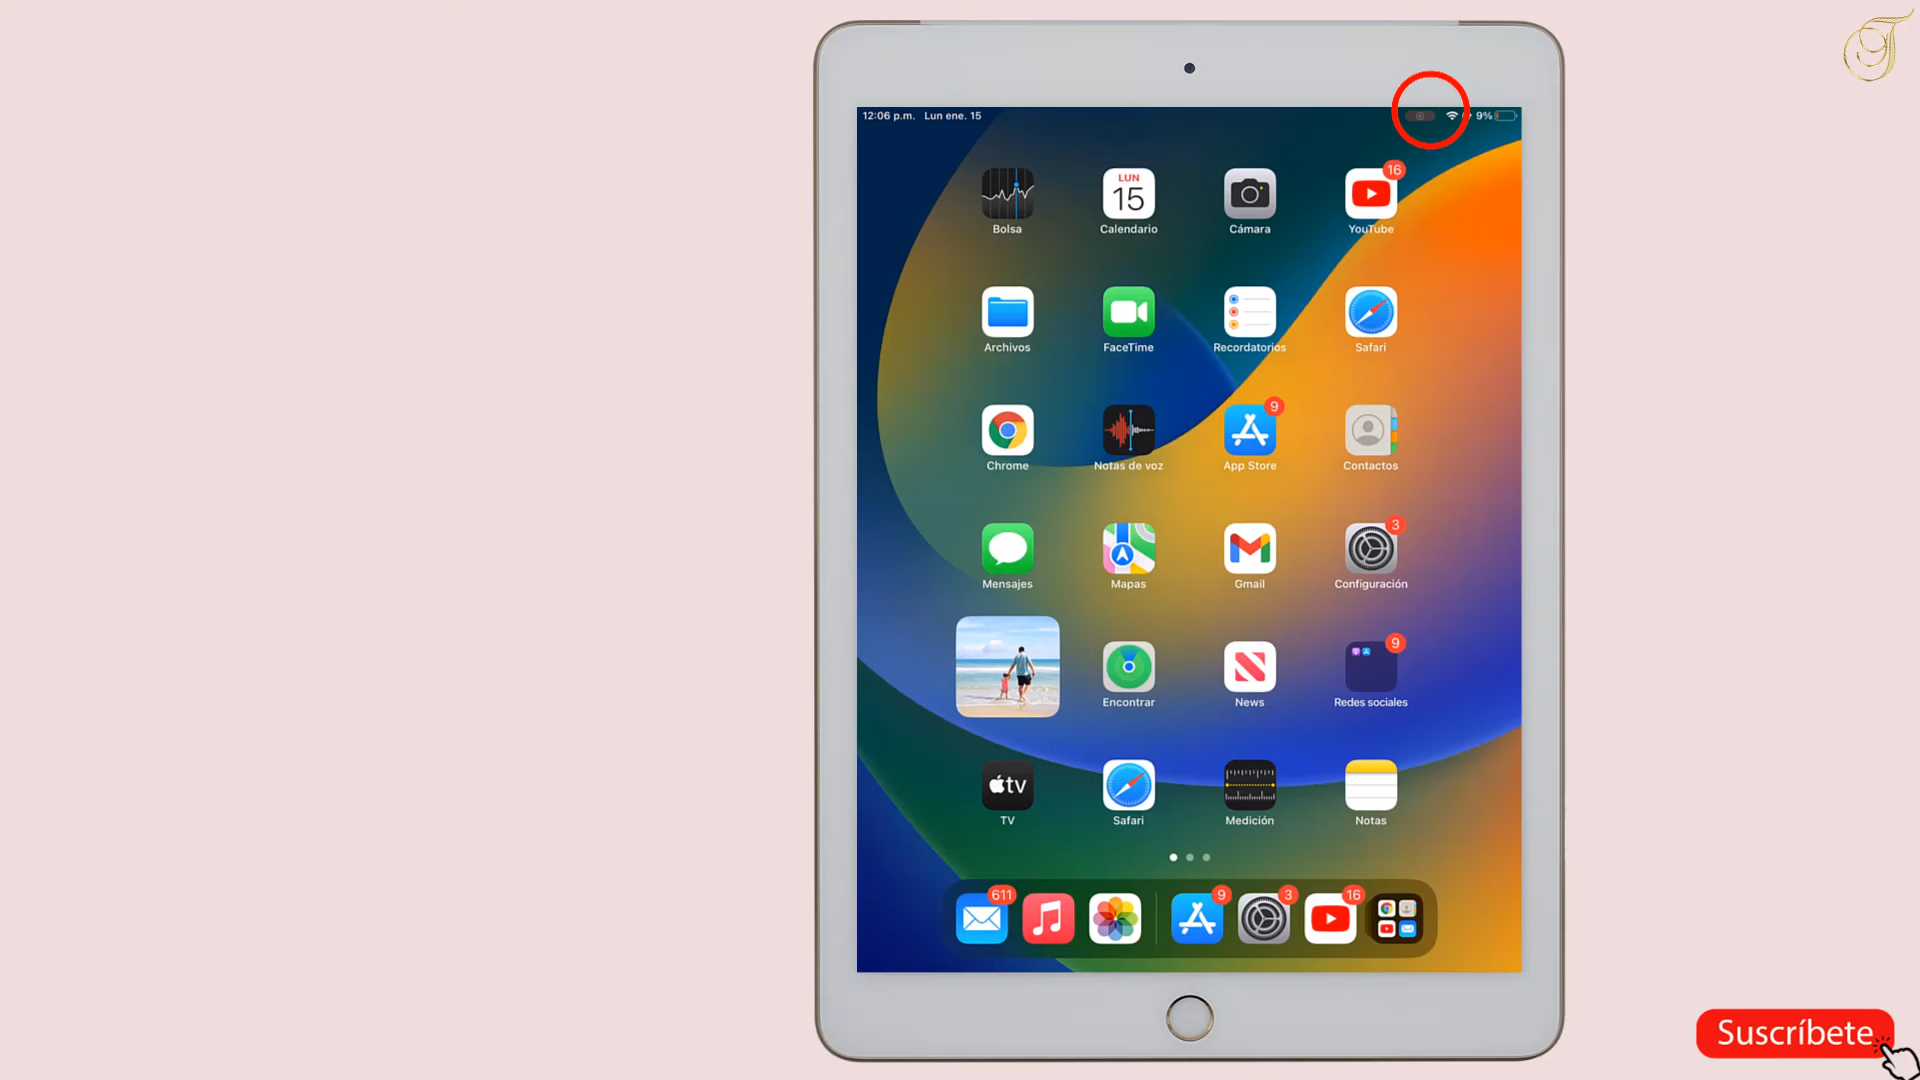 12:06 p.m. Lun ene. 15
9%
16
LUN
15
Bolsa
Calendario
Cámara
YouTube
Archivos
FaceTime
Recordatorios
Safari
9
Chrome
Notas de voz
App Store
Contactos
3
Mensajes
Mapas
Gmail
Configuración
9
Encontrar
News
Redes sociales
tv
TV
Safari
Medición
Notas
611
9
3
16
Suscríbete